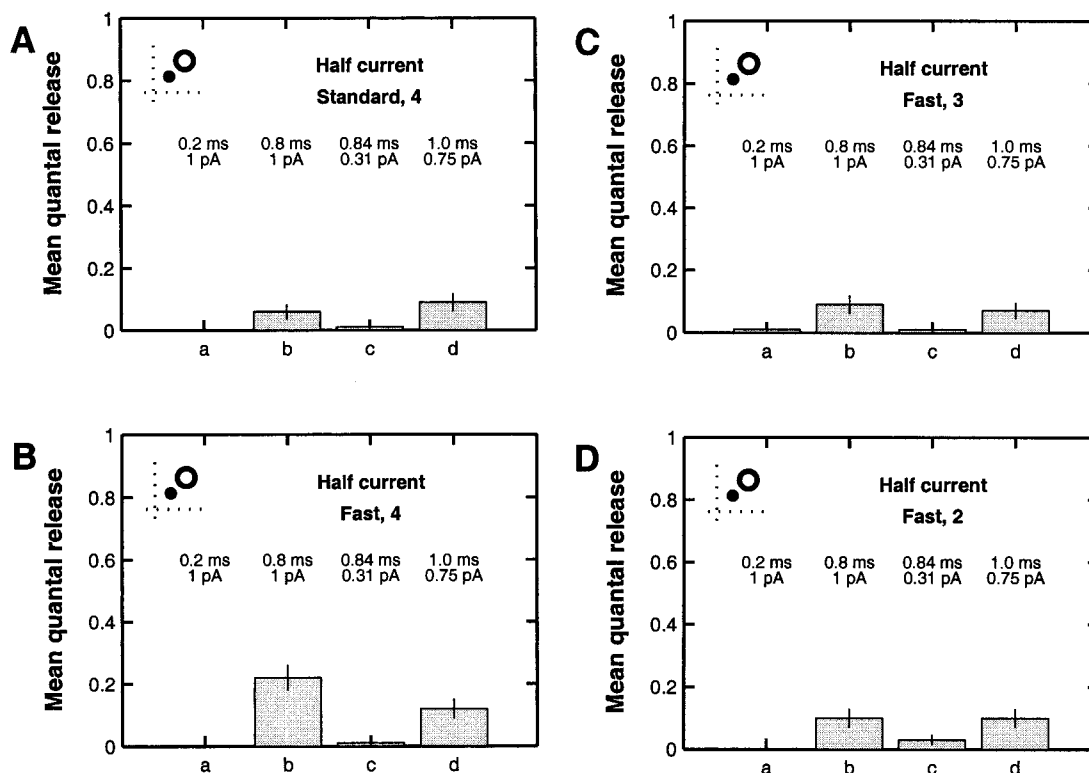 A
Mean quantal release
1
0.8
0.6
0.4
0.2
0
Half current
Standard, 4
0.2 ms 0.8 ms 0.84 ms 1.0 ms
1 pA 1 pA 0.31 pA 0.75 pA
a b c d
C
Mean quantal release
1
0.8
0.6
0.4
0.2
0
Half current
Fast, 3
0.2 ms 0.8 ms 0.84 ms 1.0 ms
1 pA 1 pA 0.31 pA 0.75 pA
a b c d
B
Mean quantal release
1
0.8
0.6
0.4
0.2
0
Half current
Fast, 4
0.2 ms 0.8 ms 0.84 ms 1.0 ms
1 pA 1 pA 0.31 pA 0.75 pA
a b c d
D
Mean quantal release
1
0.8
0.6
0.4
0.2
0
Half current
Fast, 2
0.2 ms 0.8 ms 0.84 ms 1.0 ms
1 pA 1 pA 0.31 pA 0.75 pA
a b c d